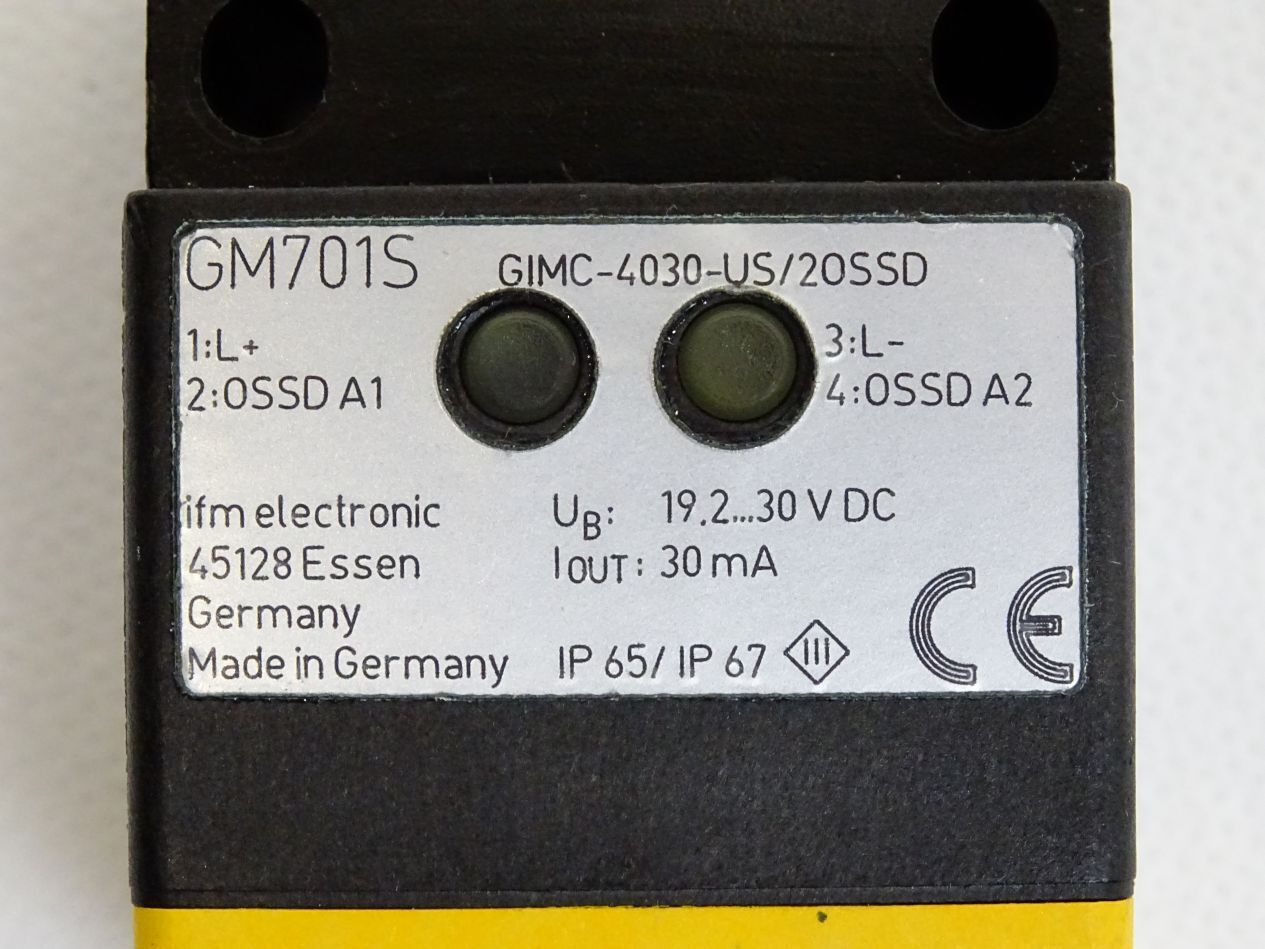 GM701S GIMC-4030-US/2OSSD
1:L+ 3:L-
2:OSSD A1 4:OSSD A2
ifm electronic UB: 19,2...30 V DC
45128 Essen IOUT: 30 mA
Germany
Made in Germany IP 65/ IP 67 III CE